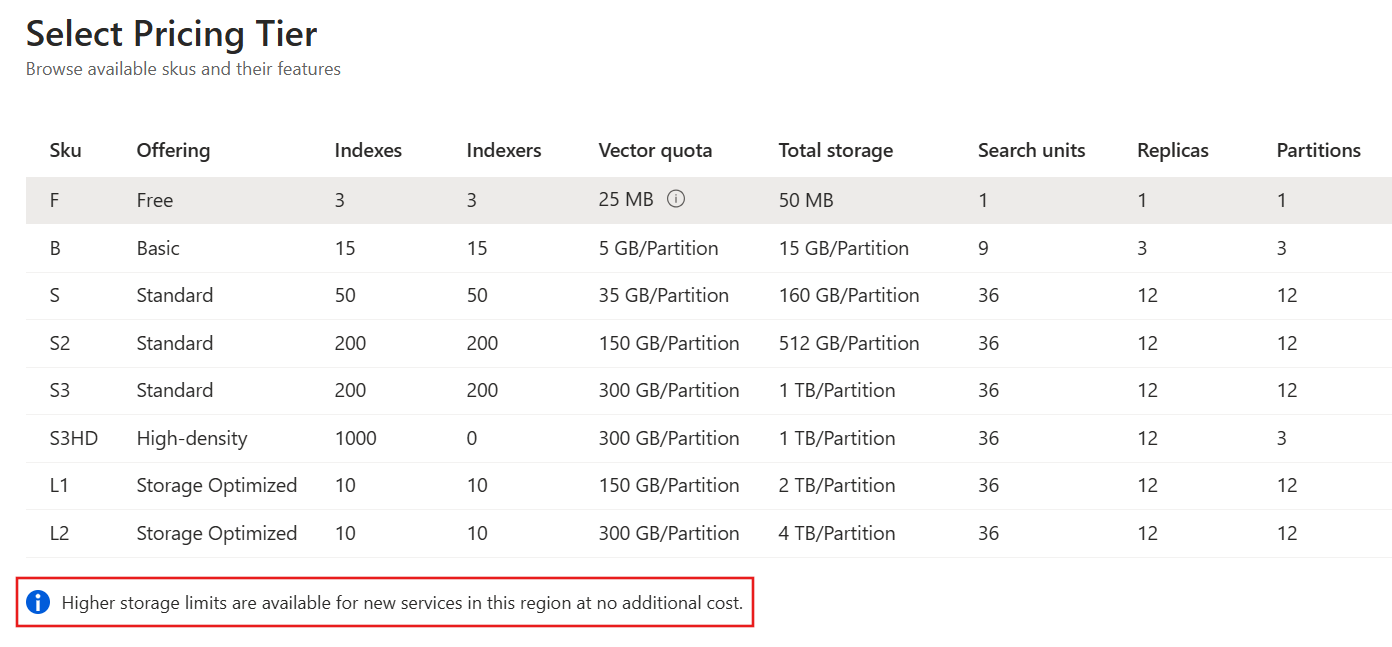 Select Pricing Tier
Browse available skus and their features
Sku Offering Indexes Indexers Vector quota Total storage Search units Replicas Partitions
F Free 3 3 25 MB 50 MB 1 1 1
B Basic 15 15 5 GB/Partition 15 GB/Partition 9 3 3
S Standard 50 50 35 GB/Partition 160 GB/Partition 36 12 12
S2 Standard 200 200 150 GB/Partition 512 GB/Partition 36 12 12
S3 Standard 200 200 300 GB/Partition 1 TB/Partition 36 12 12
S3HD High-density 1000 0 300 GB/Partition 1 TB/Partition 36 12 3
L1 Storage Optimized 10 10 150 GB/Partition 2 TB/Partition 36 12 12
L2 Storage Optimized 10 10 300 GB/Partition 4 TB/Partition 36 12 12
Higher storage limits are available for new services in this region at no additional cost.